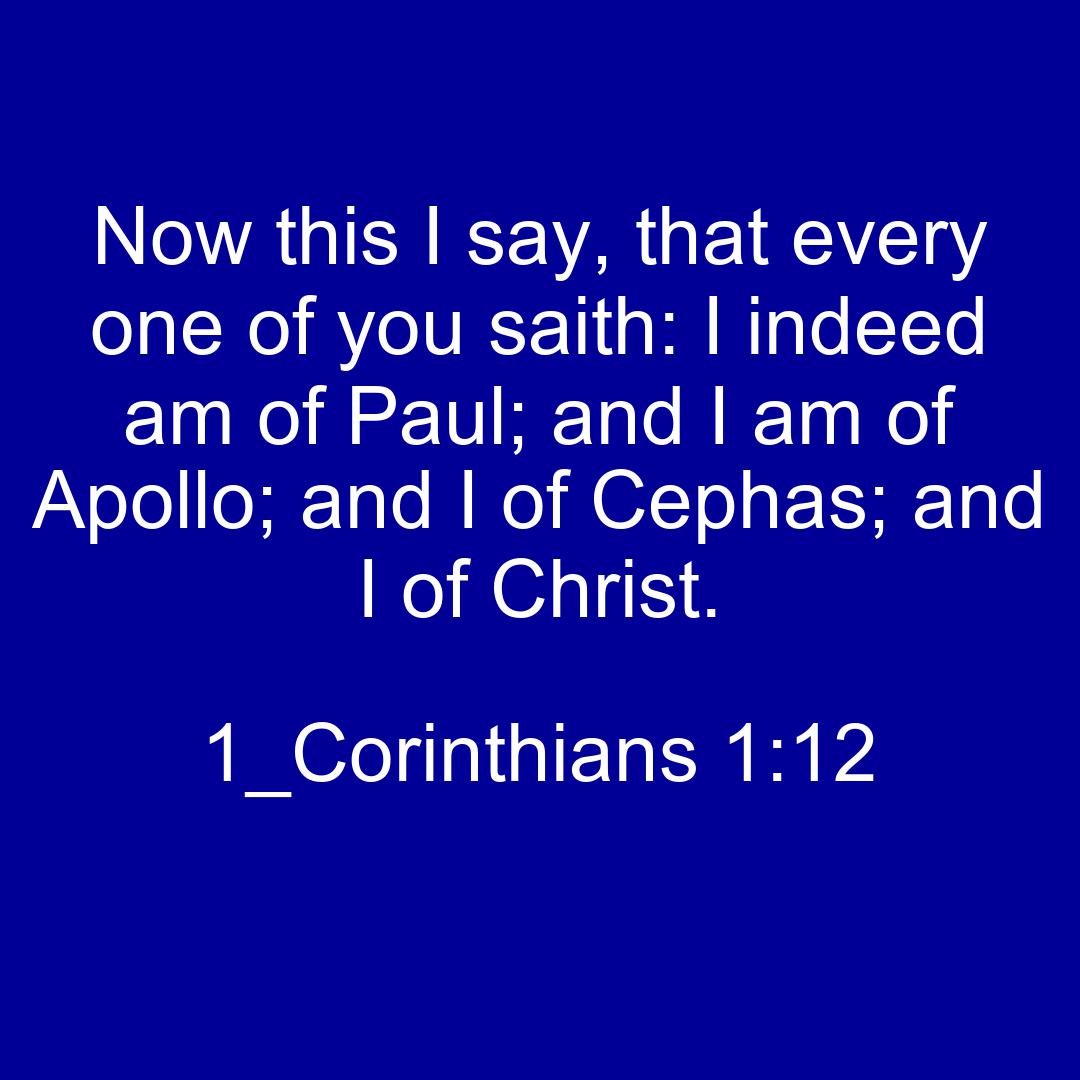 Now this I say, that every
one of you saith: I indeed
am of Paul; and I am of
Apollo; and I of Cephas; and
I of Christ.
1_Corinthians 1:12